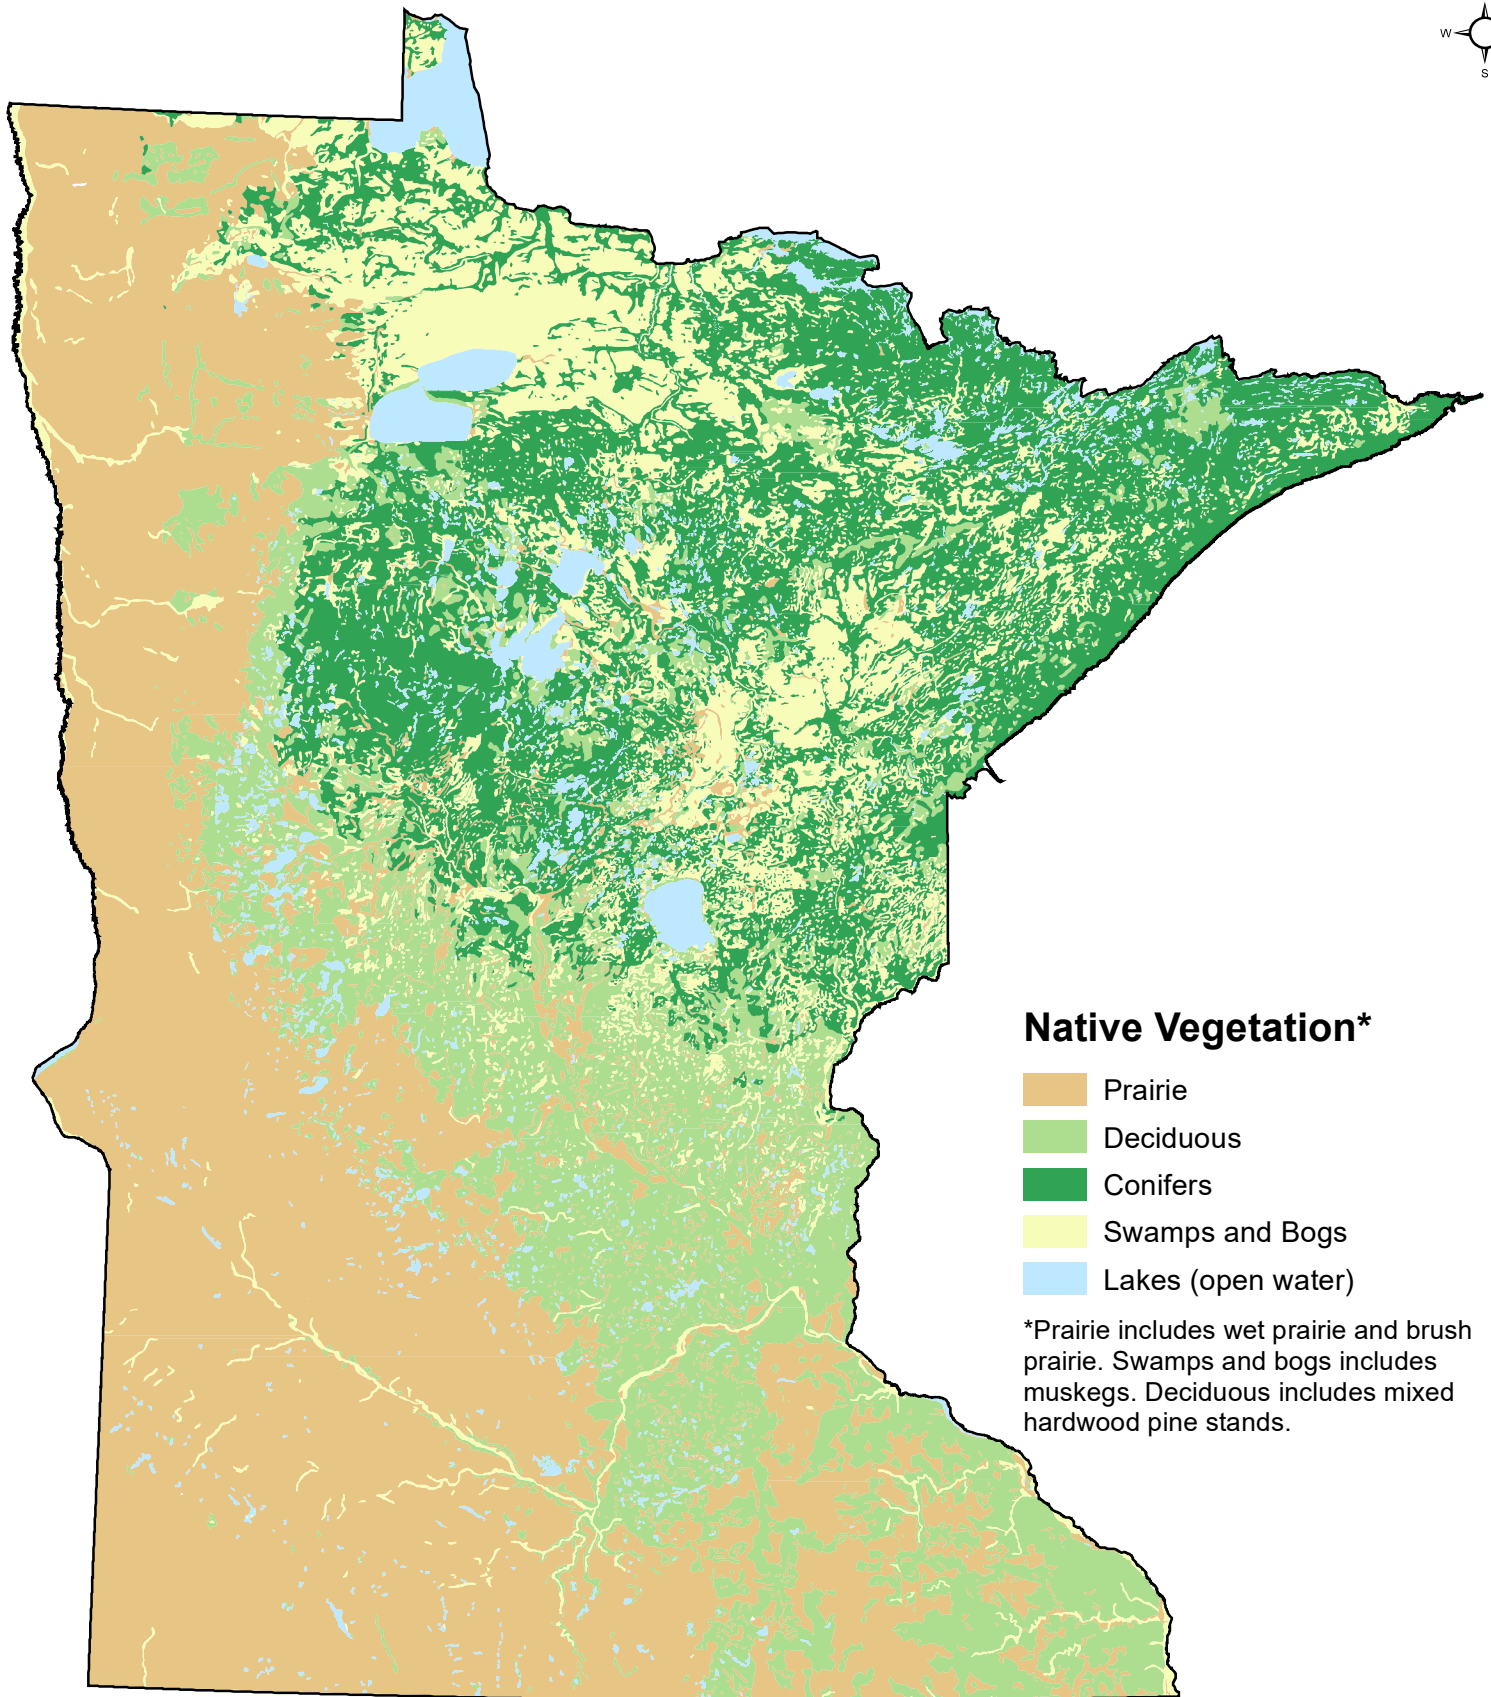 W
S
Native Vegetation*
Prairie
Deciduous
Conifers
Swamps and Bogs
Lakes (open water)
*Prairie includes wet prairie and brush
prairie. Swamps and bogs includes
muskegs. Deciduous includes mixed
hardwood pine stands.